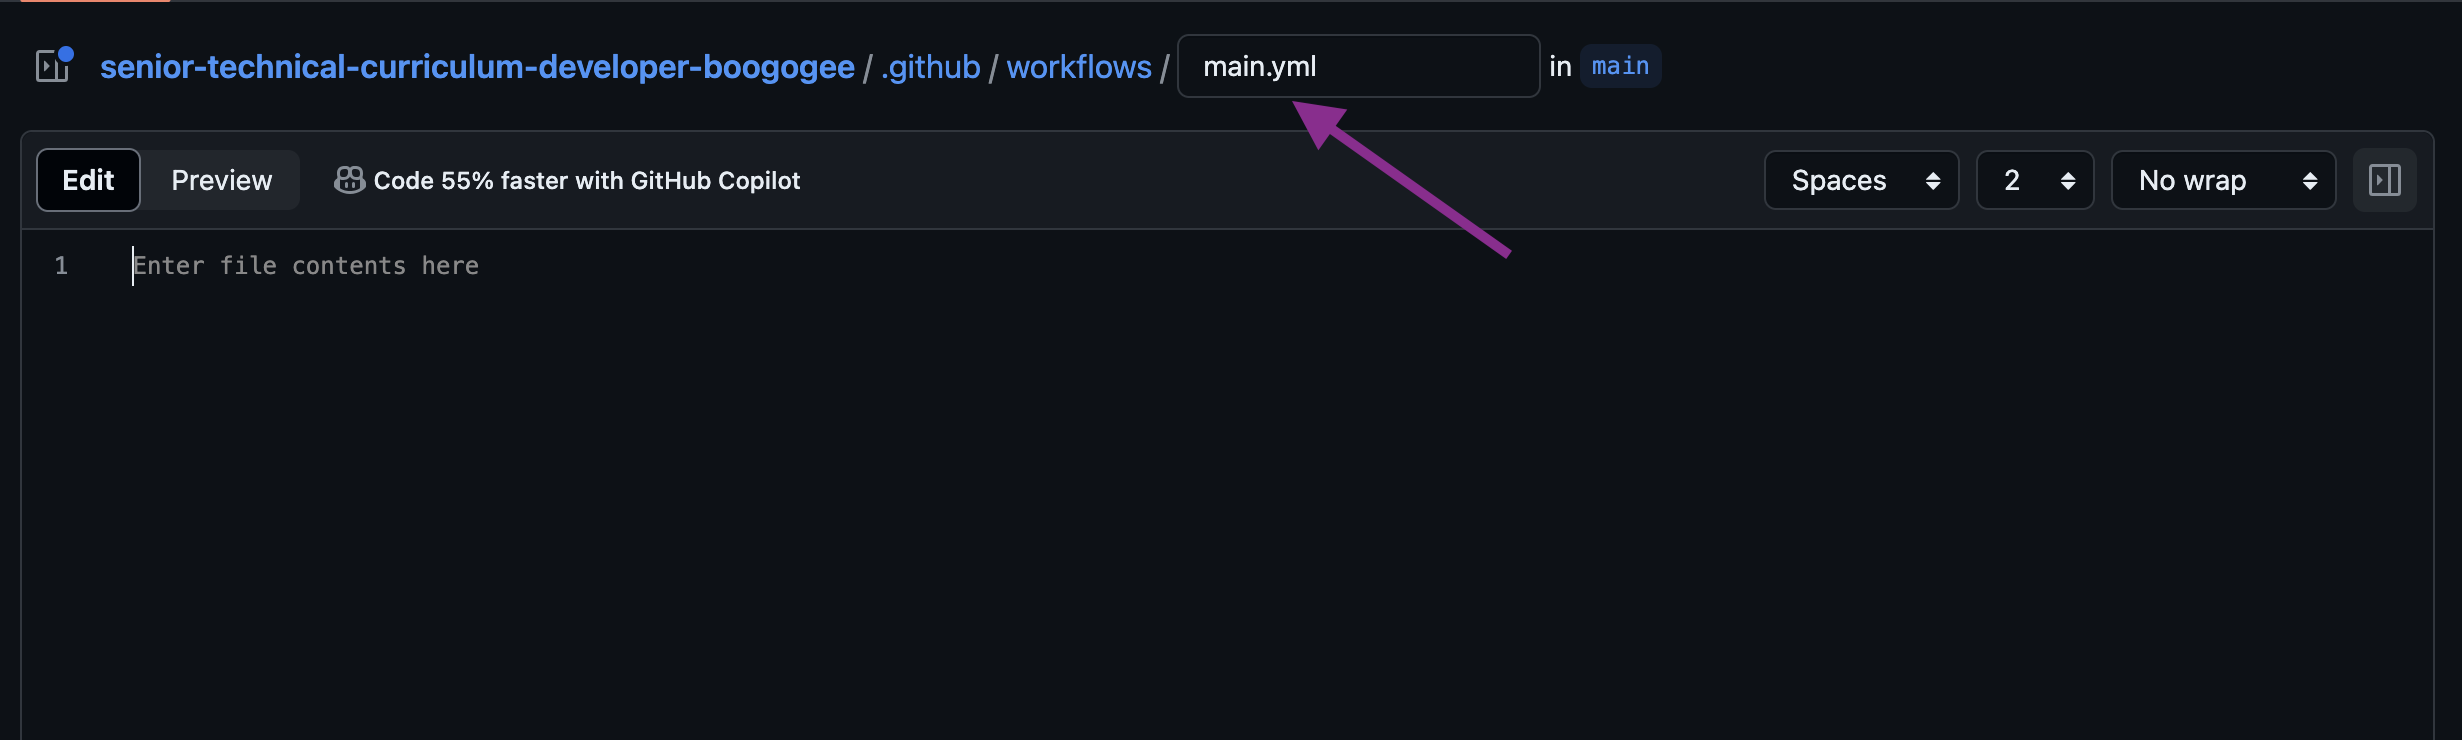 senior-technical-curriculum-developer-boogogee / .github / workflows / main.yml in main
Edit Preview Code 55% faster with GitHub Copilot Spaces 2 No wrap
1 Enter file contents here